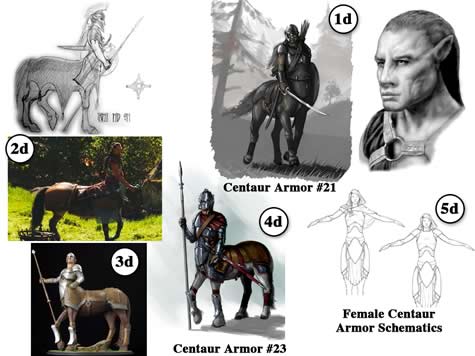 1d
Centaur Armor #21
2d
3d
4d
Centaur Armor #23
5d
Female Centaur
Armor Schematics